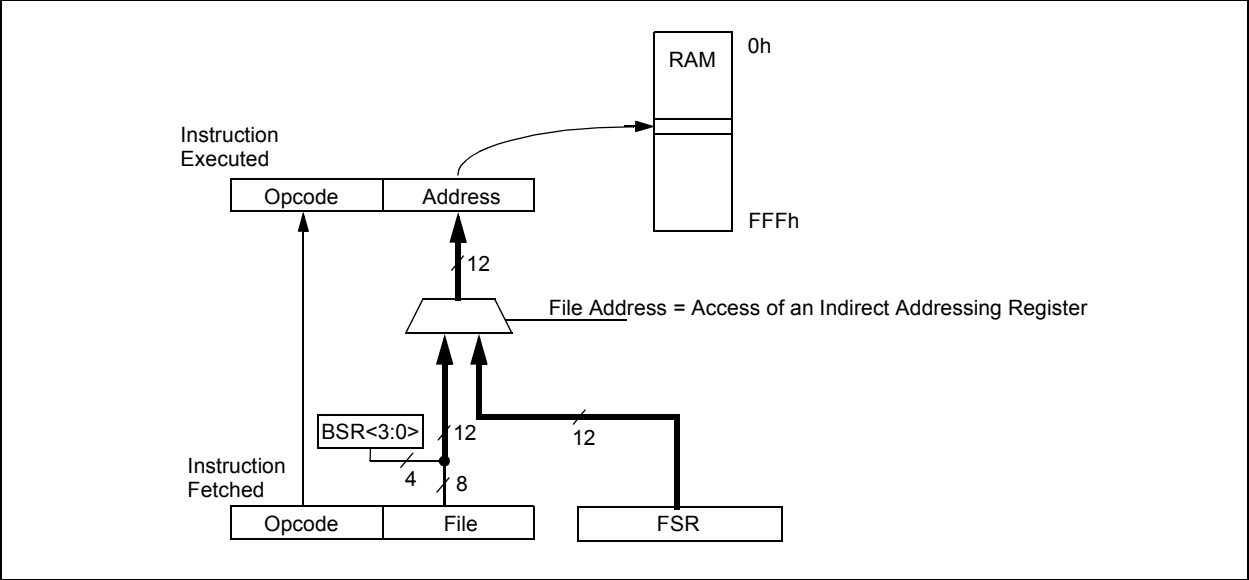 RAM
0h
Instruction
Executed
Opcode
Address
FFFh
12
File Address = Access of an Indirect Addressing Register
BSR<3:0>
12
12
4
8
Instruction
Fetched
Opcode
File
FSR